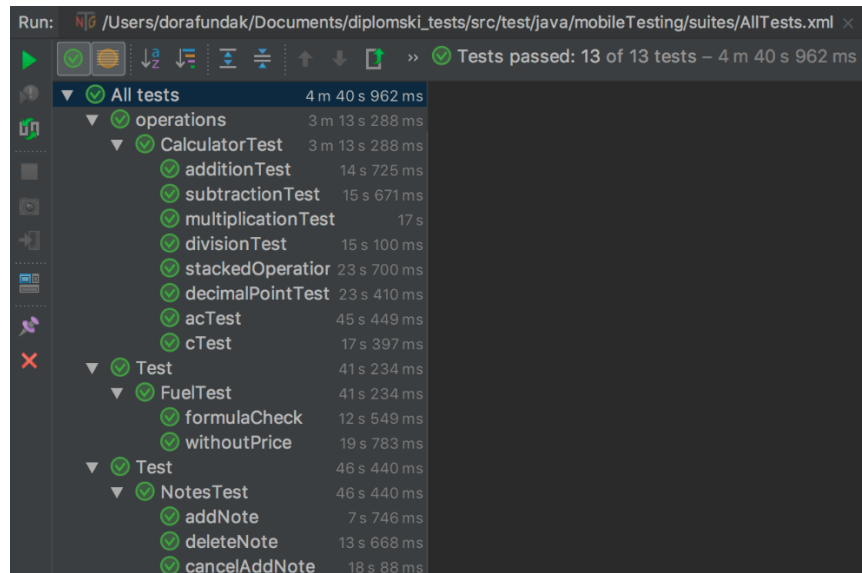 Run: /Users/dorafundak/Documents/diplomski_tests/src/test/java/mobileTesting/suites/AllTests.xml ×
» Tests passed: 13 of 13 tests – 4 m 40 s 962 ms
All tests 4 m 40 s 962 ms
operations 3 m 13 s 288 ms
CalculatorTest 3 m 13 s 288 ms
additionTest 14 s 725 ms
subtractionTest 15 s 671 ms
multiplicationTest 17 s
divisionTest 15 s 100 ms
stackedOperation 23 s 700 ms
decimalPointTest 23 s 410 ms
acTest 45 s 449 ms
cTest 17 s 397 ms
Test 41 s 234 ms
FuelTest 41 s 234 ms
formulaCheck 12 s 549 ms
withoutPrice 19 s 783 ms
Test 46 s 440 ms
NotesTest 46 s 440 ms
addNote 7 s 746 ms
deleteNote 13 s 668 ms
cancelAddNote 18 s 88 ms